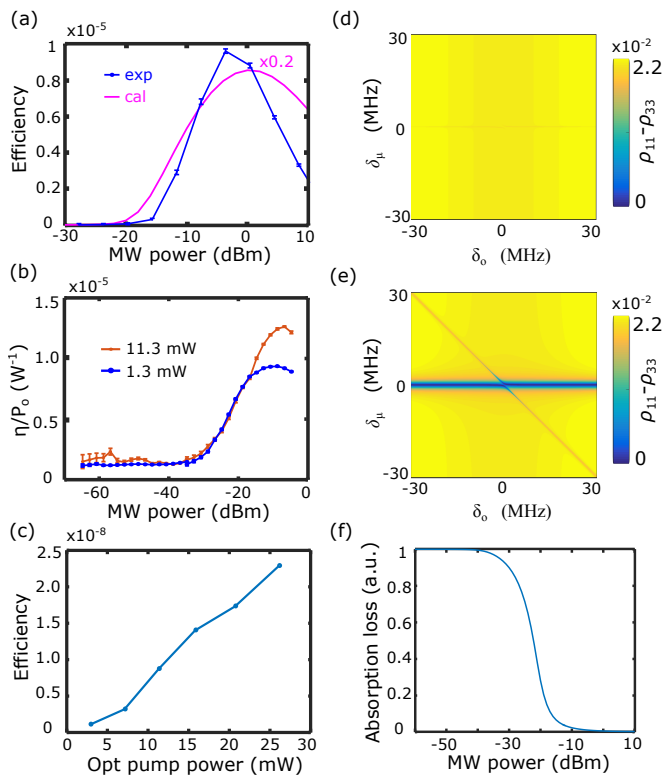 (a)
x10⁻⁵
1
0.8
0.6
0.4
0.2
0
Efficiency
exp
cal
x0.2
-30 -20 -10 0 10
MW power (dBm)
(b)
x10⁻⁵
1.5
1.0
0.5
0
η/Pₒ (W⁻¹)
11.3 mW
1.3 mW
-60 -40 -20 0
MW power (dBm)
(c)
x10⁻⁸
2.5
2.0
1.5
1.0
0.5
0
Efficiency
0 5 10 15 20 25 30
Opt pump power (mW)
(d)
30
0
-30
δμ (MHz)
-30 0 30
δₒ (MHz)
x10⁻²
2.2
0
ρ₁₁-ρ₃₃
(e)
30
0
-30
δμ (MHz)
-30 0 30
δₒ (MHz)
x10⁻²
2.2
0
ρ₁₁-ρ₃₃
(f)
1
0.8
0.6
0.4
0.2
0
Absorption loss (a.u.)
-50 -30 -10 10
MW power (dBm)